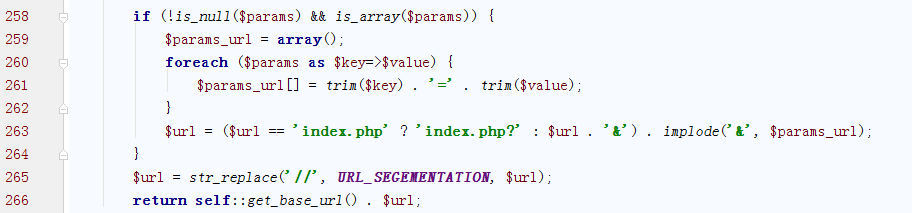 258 if (!is_null($params) && is_array($params)) {
259 $params_url = array();
260 foreach ($params as $key=>$value) {
261 $params_url[] = trim($key) . '=' . trim($value);
262 }
263 $url = ($url == 'index.php' ? 'index.php?' : $url . '&') . implode('&', $params_url);
264 }
265 $url = str_replace('//', URL_SEGEMENTATION, $url);
266 return self::get_base_url() . $url;